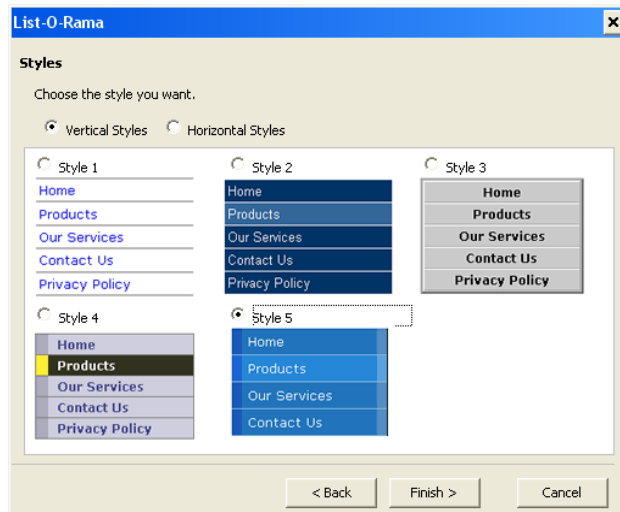 List-O-Rama
Styles
Choose the style you want.
Vertical Styles Horizontal Styles
Style 1 Style 2 Style 3
Home
Products
Our Services
Contact Us
Privacy Policy
Home
Products
Our Services
Contact Us
Privacy Policy
Home
Products
Our Services
Contact Us
Privacy Policy
Style 4 Style 5
Home
Products
Our Services
Contact Us
Privacy Policy
Home
Products
Our Services
Contact Us
< Back Finish > Cancel